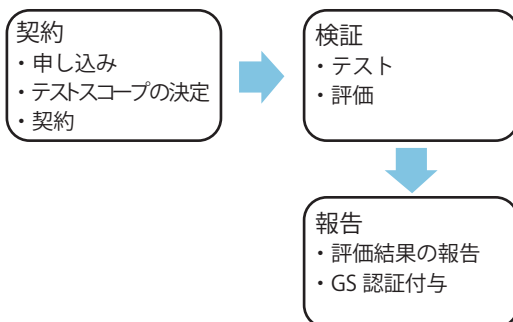 契約
・申し込み
・テストスコープの決定
・契約
検証
・テスト
・評価
報告
・評価結果の報告
・GS 認証付与